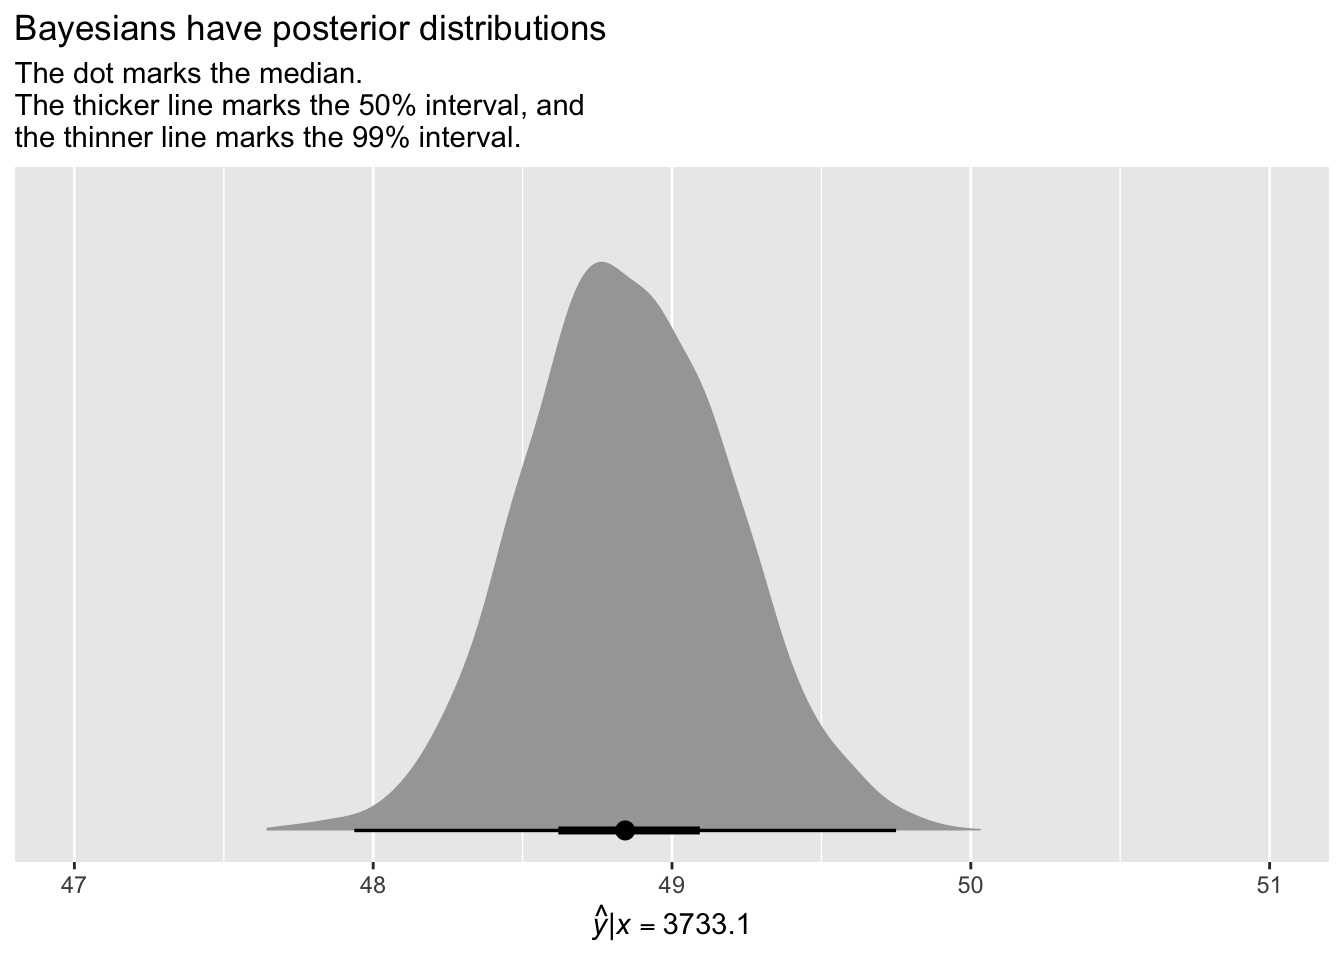 Bayesians have posterior distributions
The dot marks the median.
The thicker line marks the 50% interval, and
the thinner line marks the 99% interval.
47 48 49 50 51
ŷ|x = 3733.1